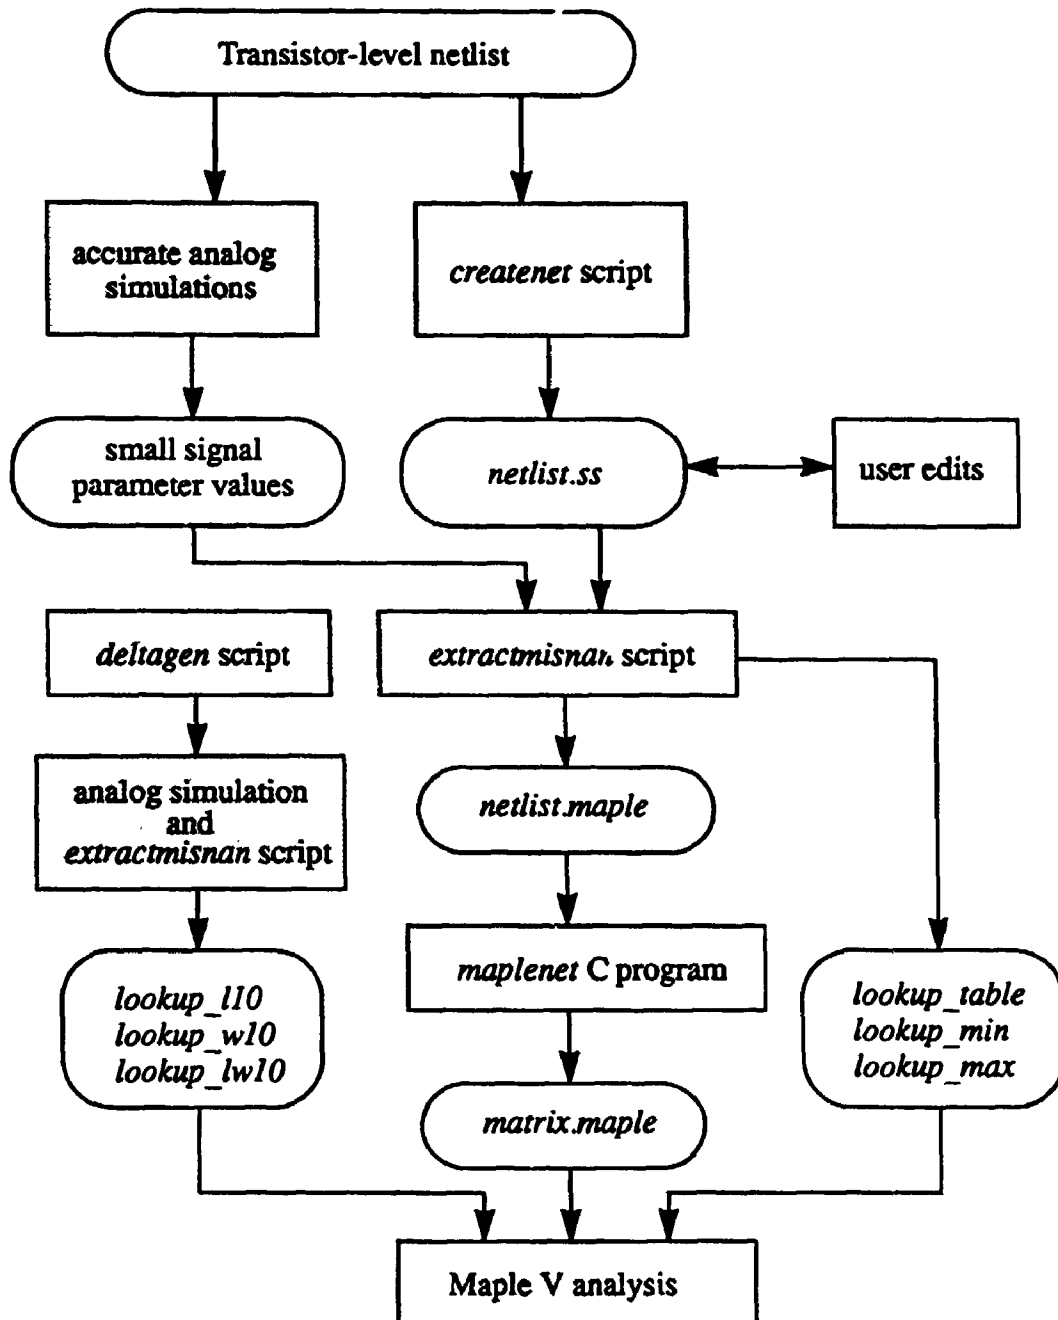 Transistor-level netlist
accurate analog
simulations
createnet script
small signal
parameter values
netlist.ss
user edits
deltagen script
extractmisnan script
analog simulation
and
extractmisnan script
netlist.maple
maplenet C program
lookup_l10
lookup_w10
lookup_lw10
lookup_table
lookup_min
lookup_max
matrix.maple
Maple V analysis